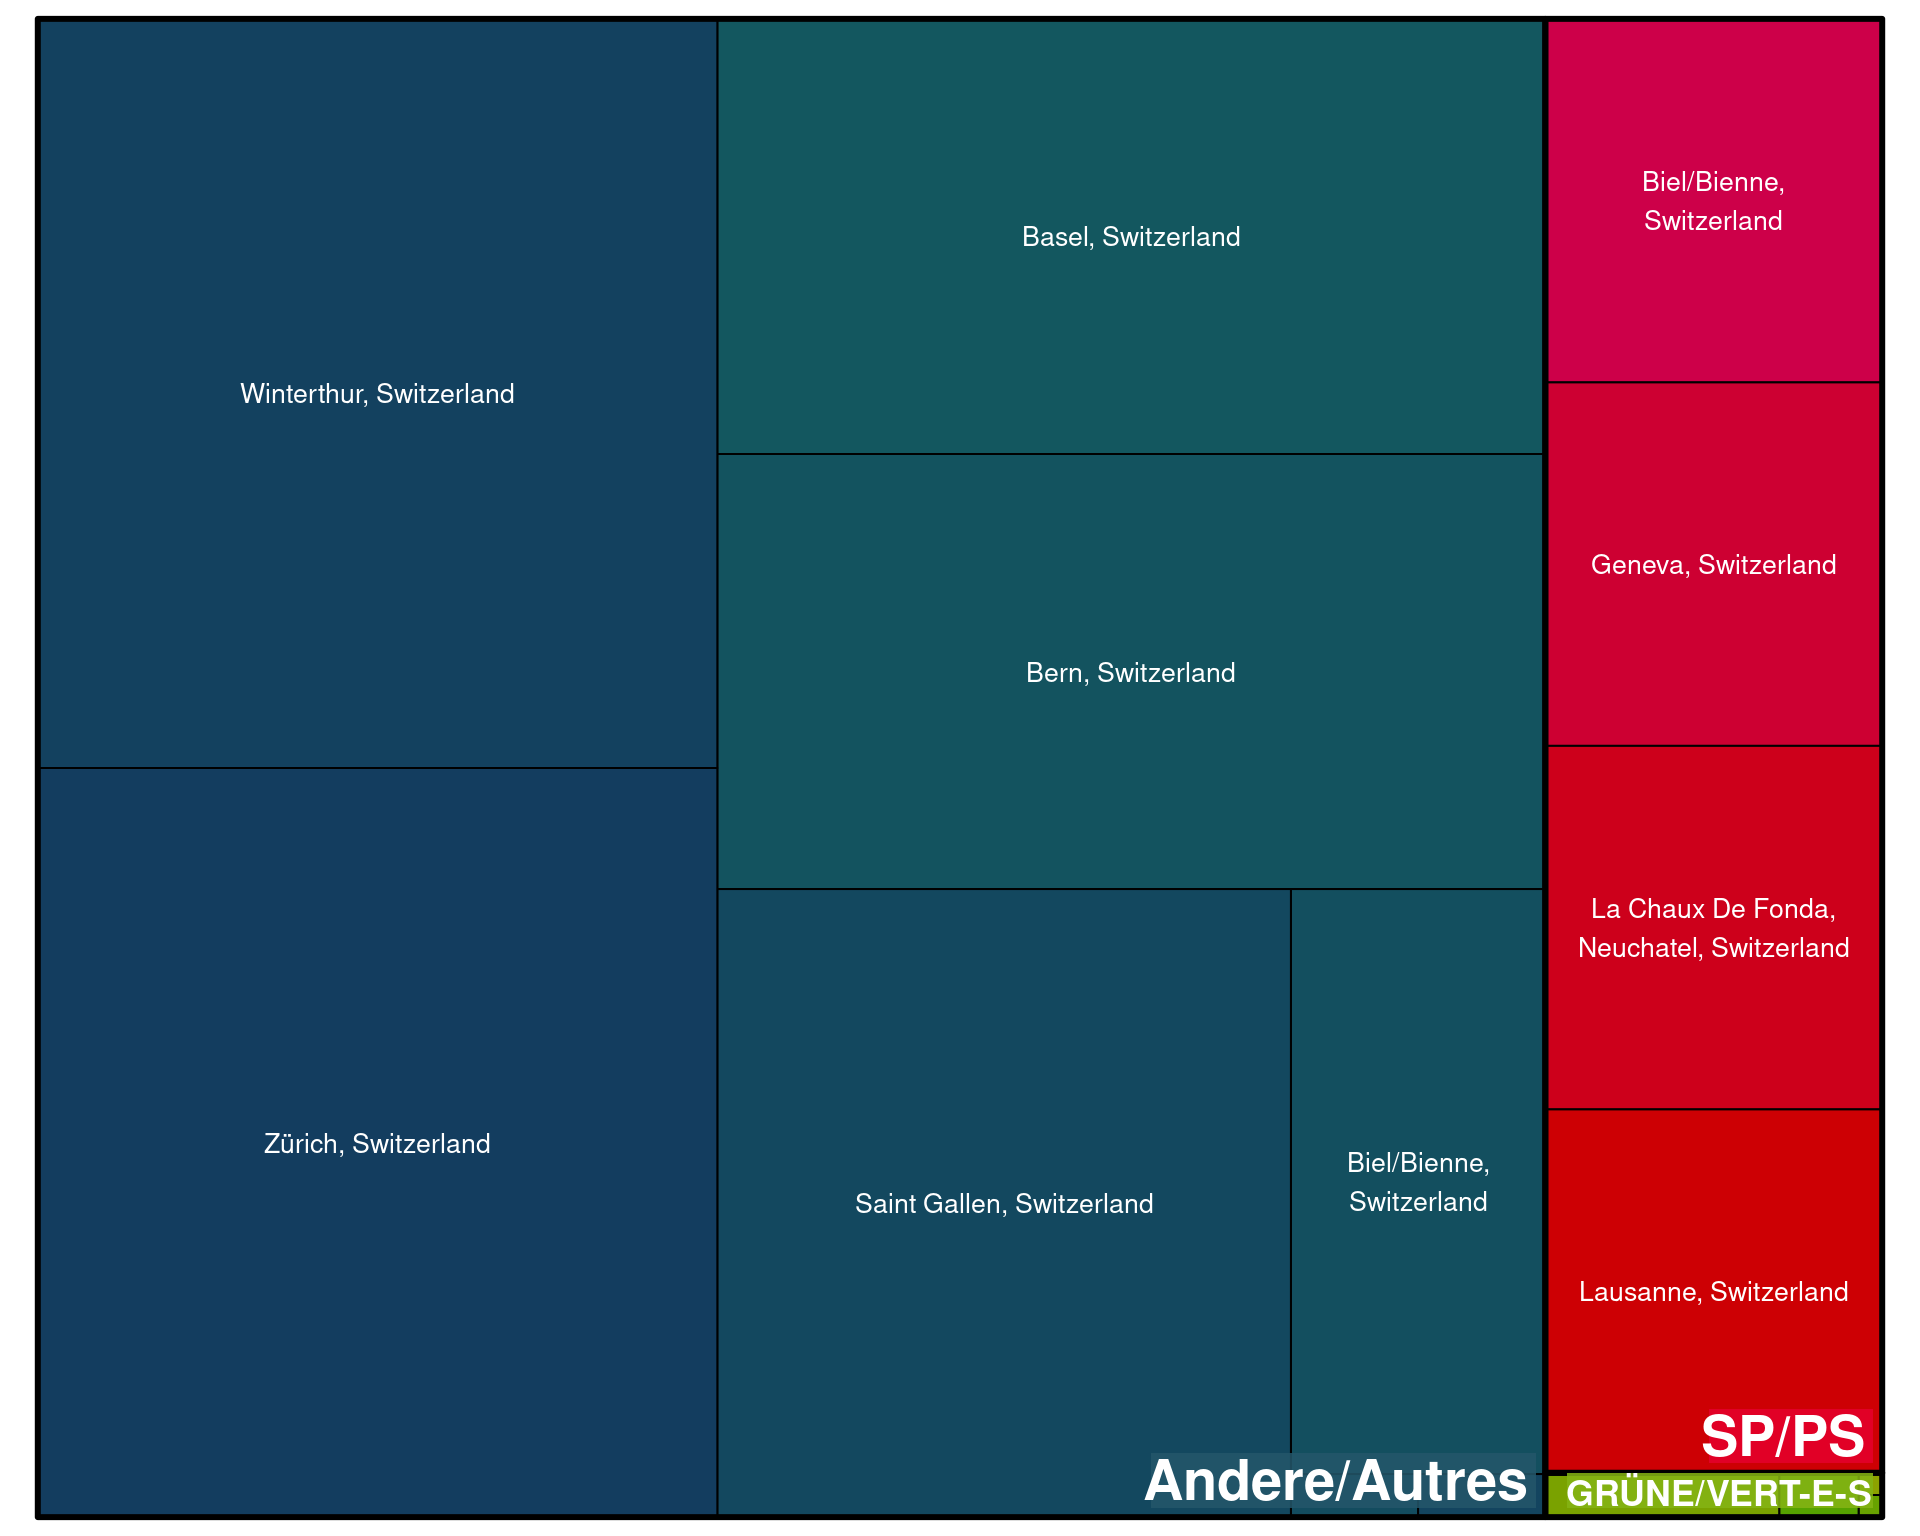 Winterthur, Switzerland
Zürich, Switzerland
Basel, Switzerland
Bern, Switzerland
Saint Gallen, Switzerland
Biel/Bienne,
Switzerland
Andere/Autres
Biel/Bienne,
Switzerland
Geneva, Switzerland
La Chaux De Fonda,
Neuchatel, Switzerland
Lausanne, Switzerland
SP/PS
GRÜNE/VERT-E-S